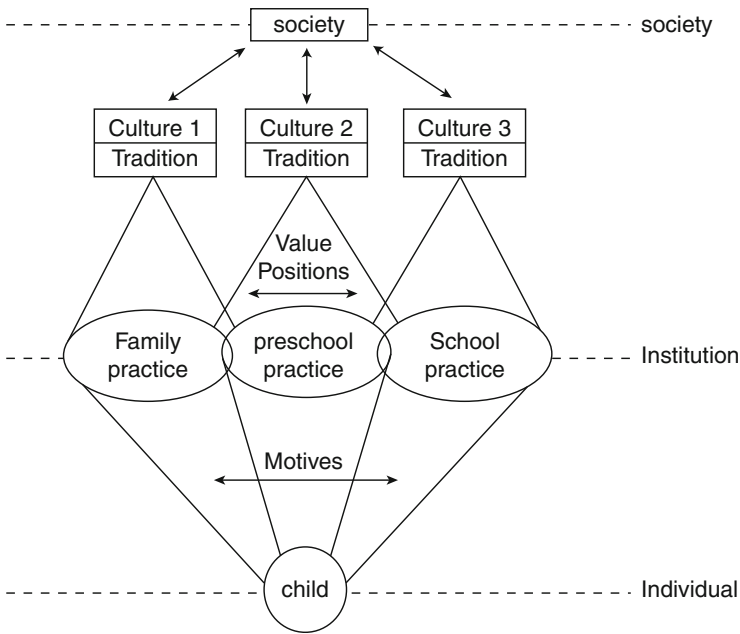 society
society
Culture 1
Tradition
Culture 2
Tradition
Culture 3
Tradition
Value
Positions
Family
practice
preschool
practice
School
practice
Institution
Motives
child
Individual